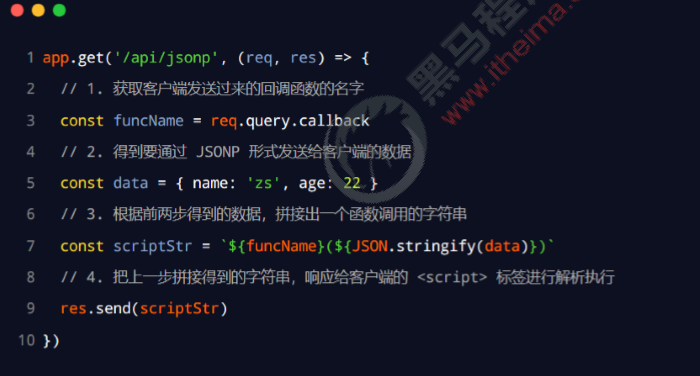 1 app.get('/api/jsonp', (req, res) => {
2 // 1. 获取客户端发送过来的回调函数的名字
3 const funcName = req.query.callback
4 // 2. 得到要通过 JSONP 形式发送给客户端的数据
5 const data = { name: 'zs', age: 22 }
6 // 3. 根据前两步得到的数据，拼接出一个函数调用的字符串
7 const scriptStr = `${funcName}(${JSON.stringify(data)})`
8 // 4. 把上一步拼接得到的字符串，响应给客户端的 <script> 标签进行解析执行
9 res.send(scriptStr)
10 })
黑马程
www.itheima.